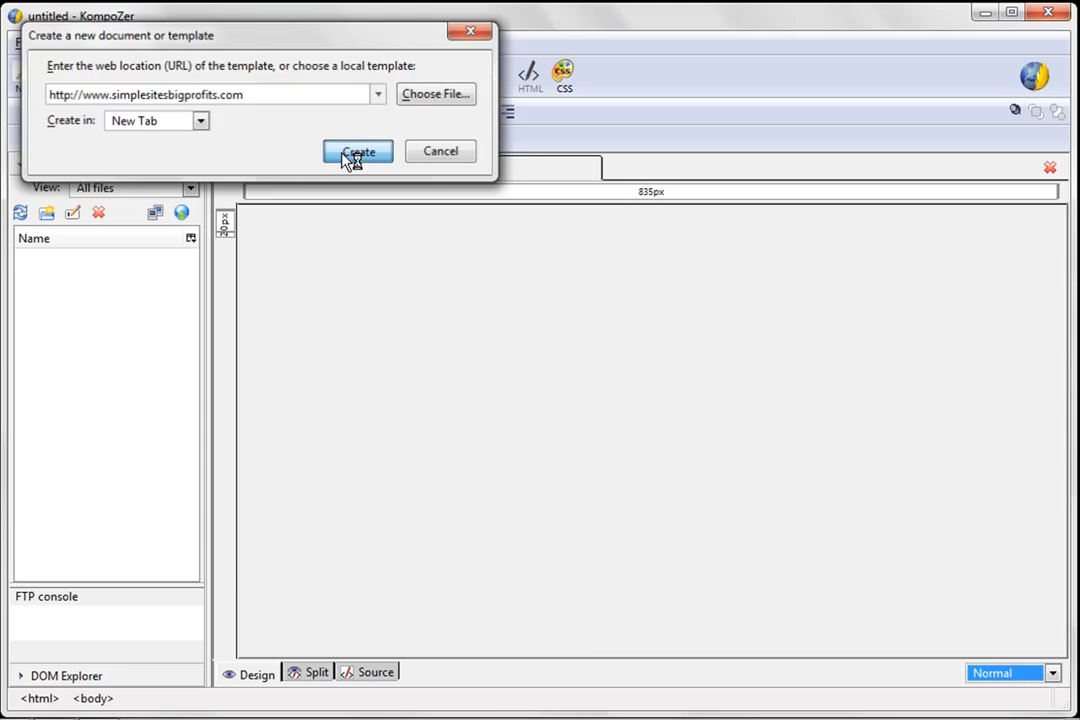 untitled - KompoZer
Create a new document or template
Enter the web location (URL) of the template, or choose a local template:
http://www.simplesitesbigprofits.com
Choose File...
Create in: New Tab
Create Cancel
HTML CSS
View: All files
835px
Name
FTP console
DOM Explorer
Design Split Source
Normal
<html> <body>